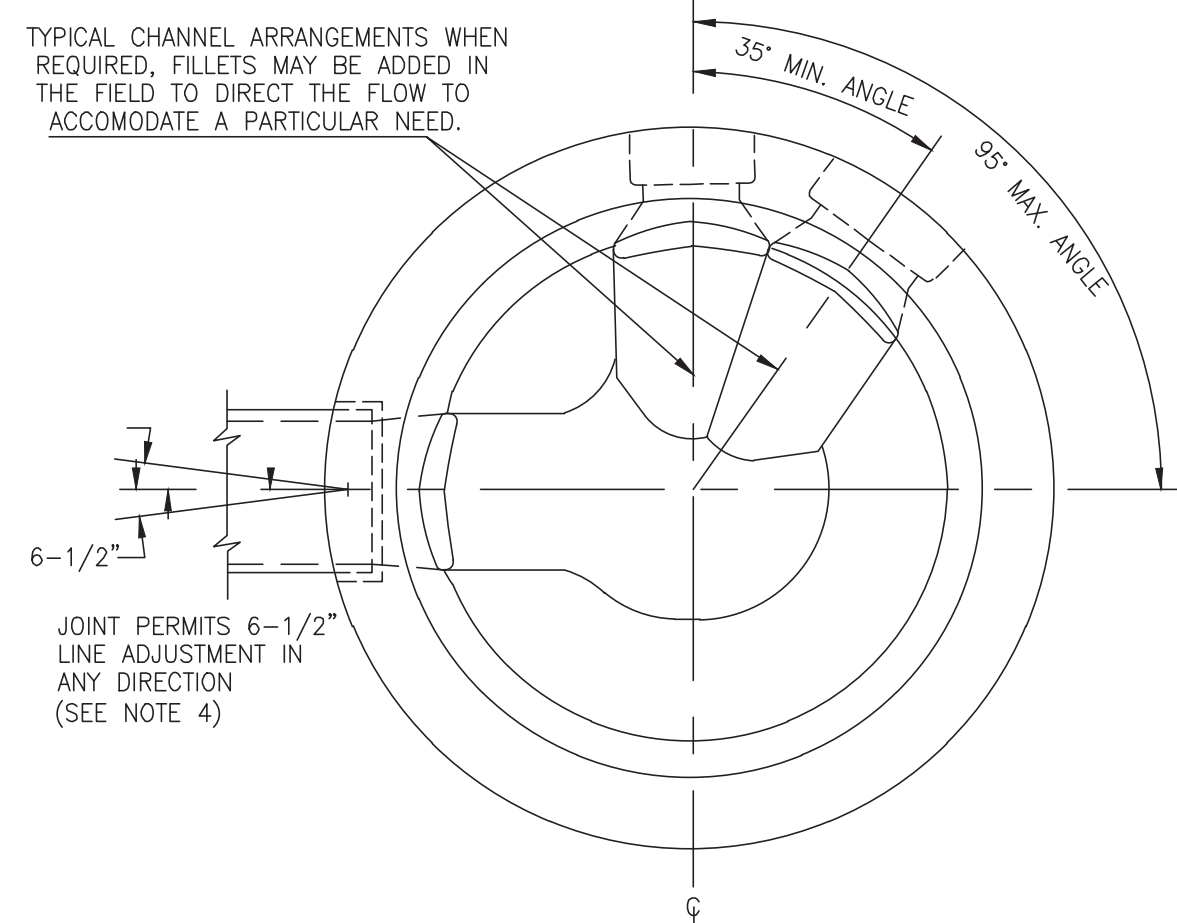 TYPICAL CHANNEL ARRANGEMENTS WHEN
REQUIRED, FILLETS MAY BE ADDED IN
THE FIELD TO DIRECT THE FLOW TO
ACCOMODATE A PARTICULAR NEED.
35° MIN. ANGLE
95° MAX. ANGLE
6-1/2"
JOINT PERMITS 6-1/2"
LINE ADJUSTMENT IN
ANY DIRECTION
(SEE NOTE 4)
℄